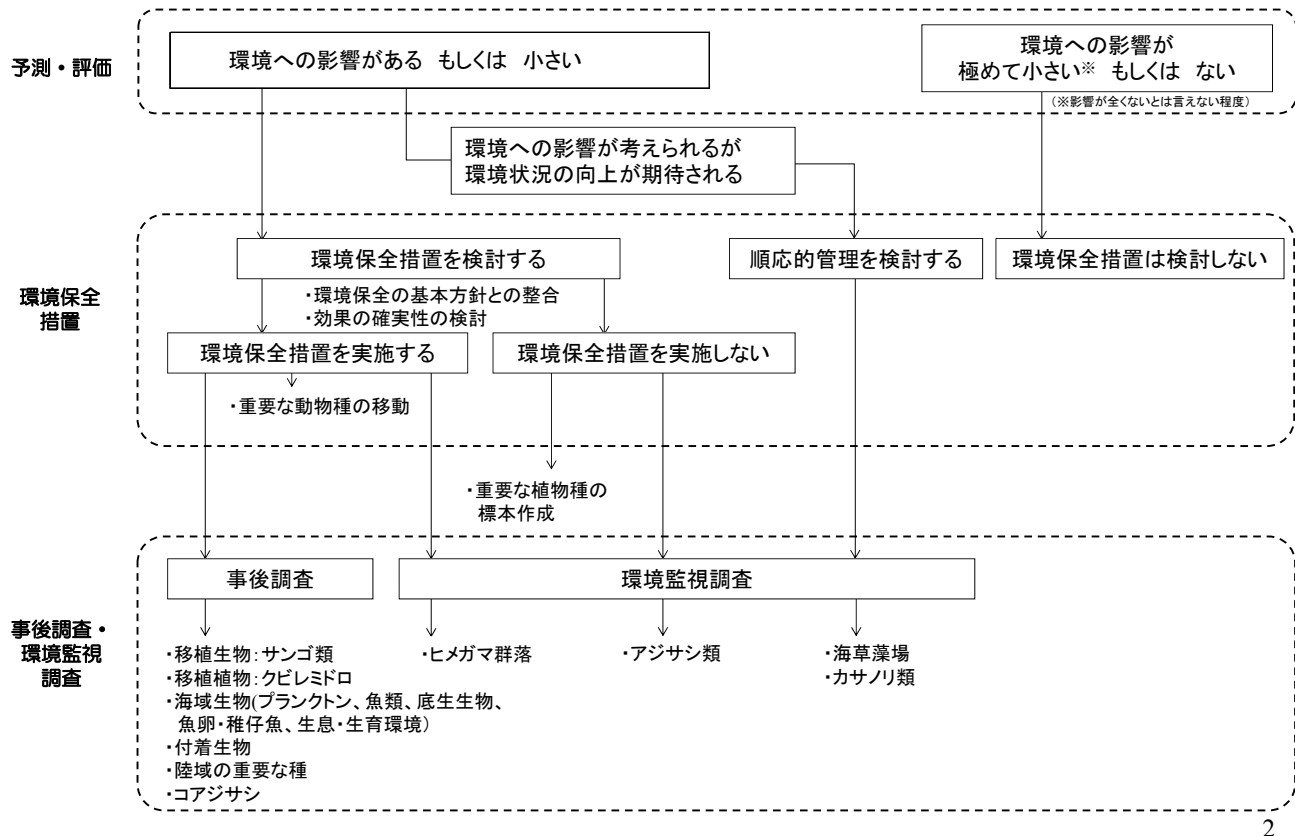 予測・評価
環境への影響がある もしくは 小さい
環境への影響が
極めて小さい※ もしくは ない
(※影響が全くないとは言えない程度)
環境への影響が考えられるが
環境状況の向上が期待される
環境保全
措置
環境保全措置を検討する
順応的管理を検討する
環境保全措置は検討しない
・環境保全の基本方針との整合
・効果の確実性の検討
環境保全措置を実施する
環境保全措置を実施しない
・重要な動物種の移動
・重要な植物種の
標本作成
事後調査・
環境監視
調査
事後調査
環境監視調査
・移植生物:サンゴ類
・移植植物:クビレミドロ
・海域生物(プランクトン、魚類、底生生物、
魚卵・稚仔魚、生息・生育環境)
・付着生物
・陸域の重要な種
・コアジサシ
・ヒメガマ群落
・アジサシ類
・海草藻場
・カサノリ類
2